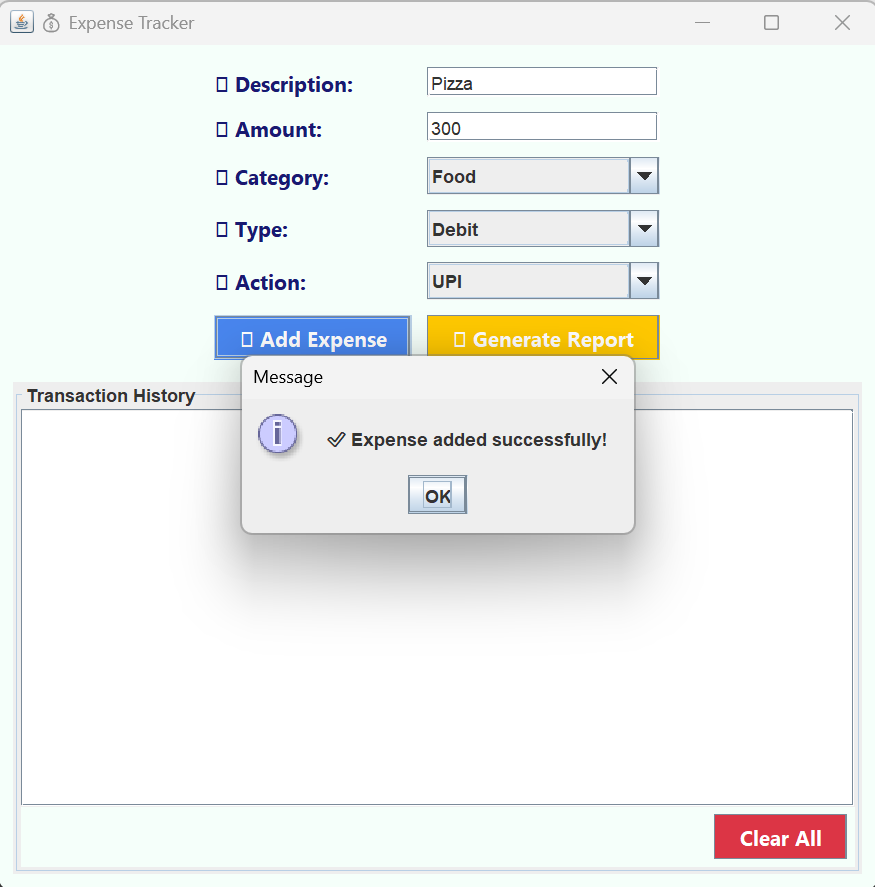 Expense Tracker
Description: Pizza
Amount: 300
Category: Food
Type: Debit
Action: UPI
Add Expense Generate Report
Message
Transaction History
✓ Expense added successfully!
OK
Clear All